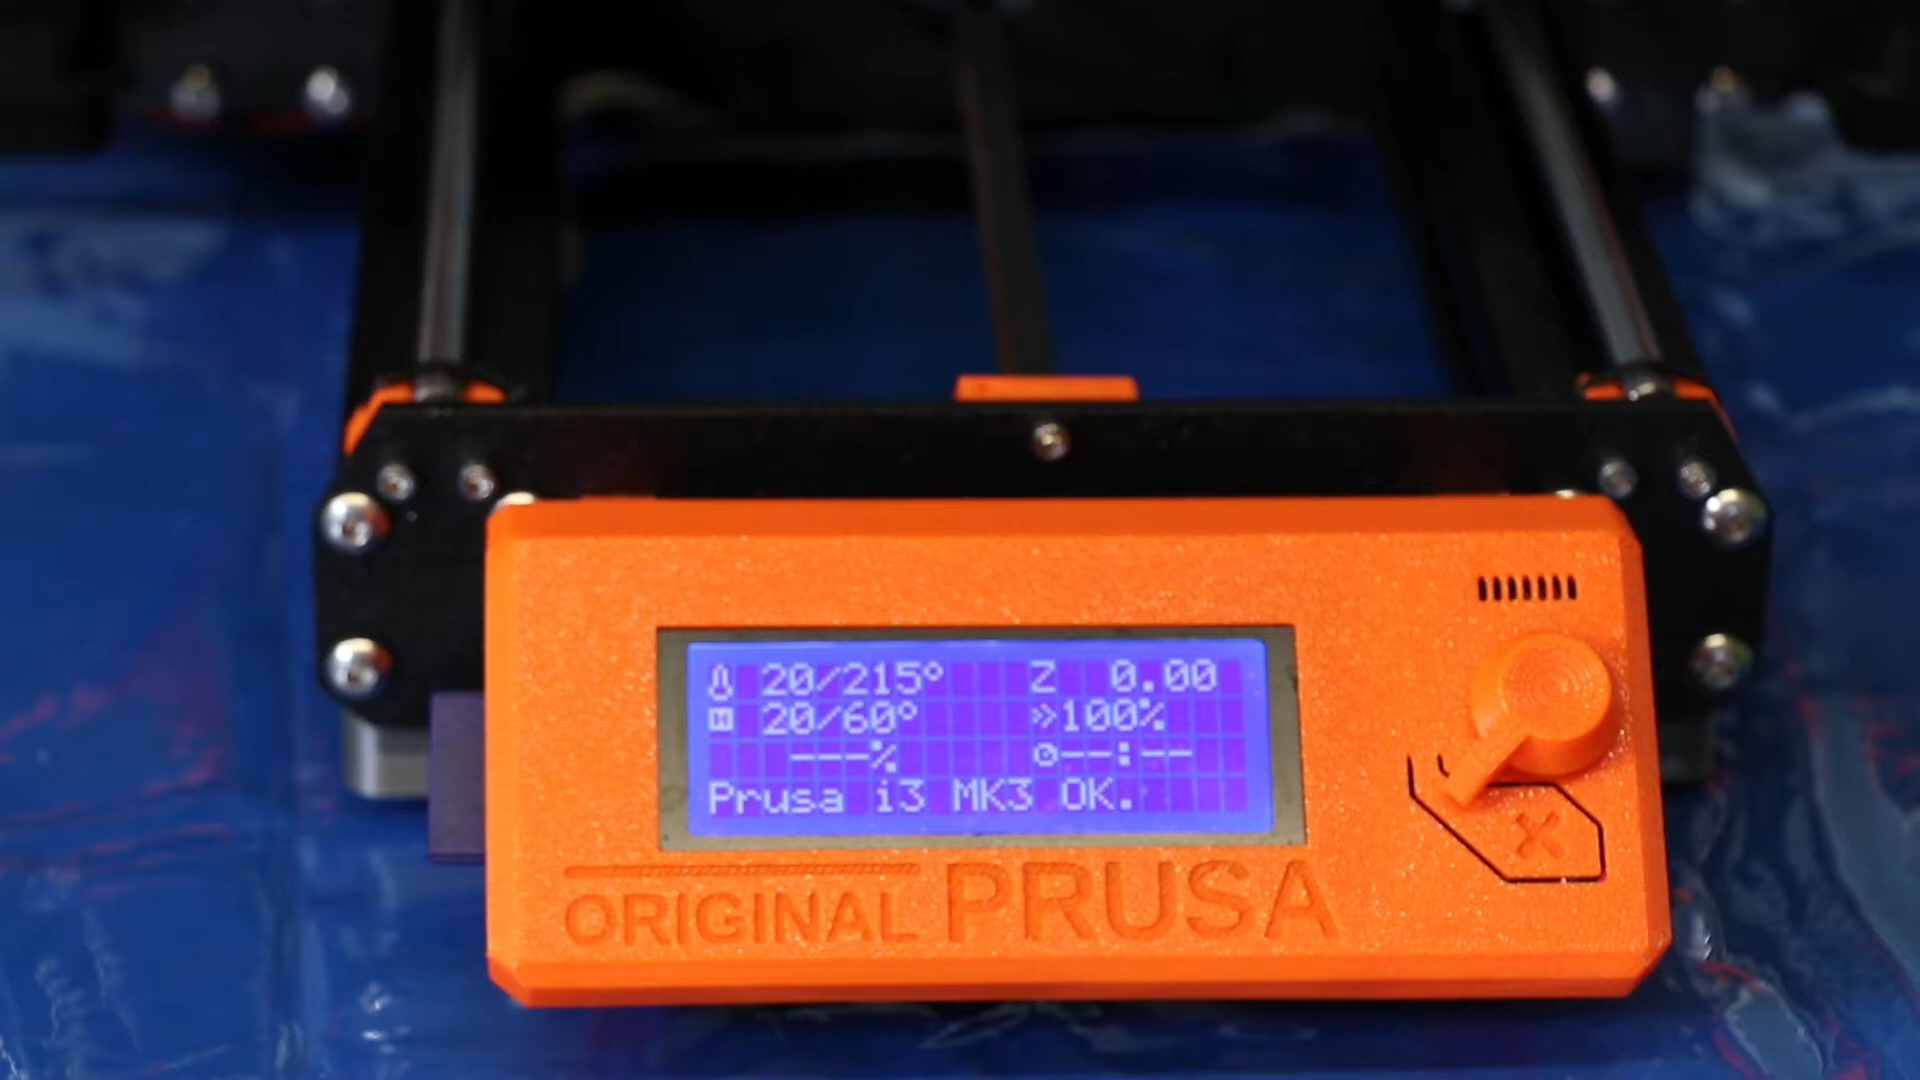 20/215° Z 0.00
20/60° »100%
---% --:--
Prusa i3 MK3 OK.
ORIGINAL PRUSA